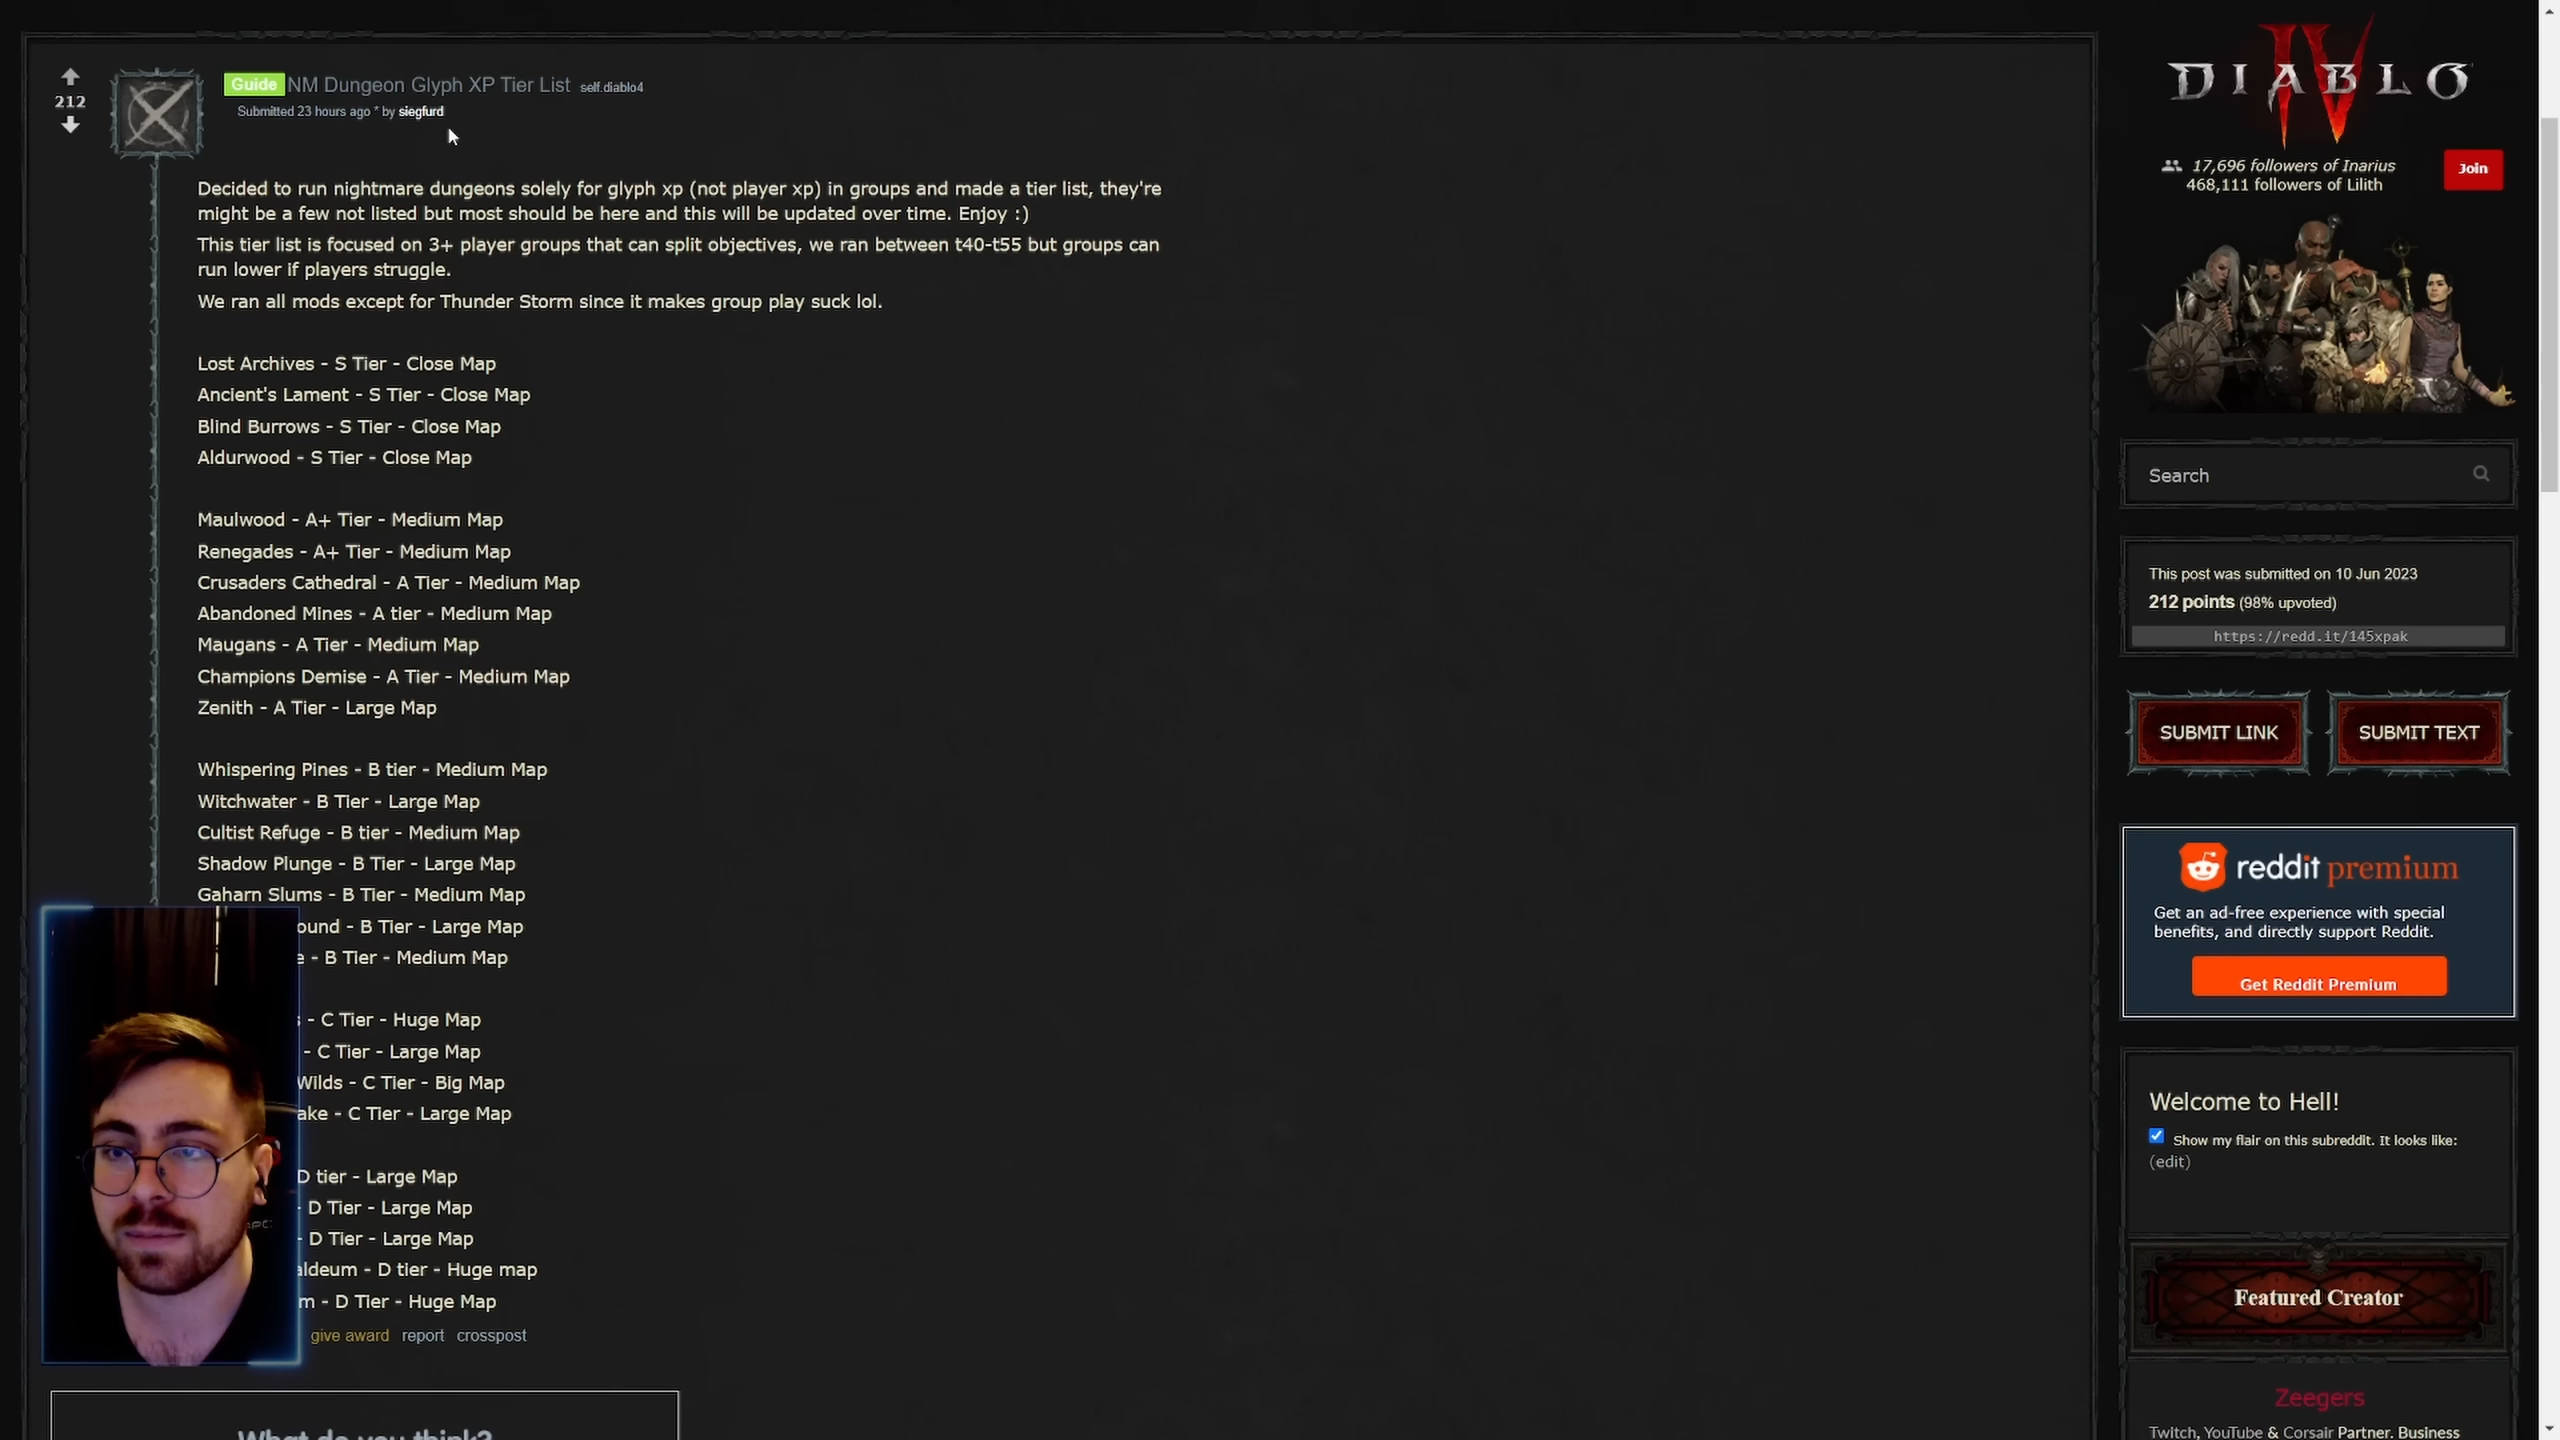 212
Guide NM Dungeon Glyph XP Tier List self.diablo4
Submitted 23 hours ago * by siegfurd
Decided to run nightmare dungeons solely for glyph xp (not player xp) in groups and made a tier list, they're
might be a few not listed but most should be here and this will be updated over time. Enjoy :)
This tier list is focused on 3+ player groups that can split objectives, we ran between t40-t55 but groups can
run lower if players struggle.
We ran all mods except for Thunder Storm since it makes group play suck lol.
Lost Archives - S Tier - Close Map
Ancient's Lament - S Tier - Close Map
Blind Burrows - S Tier - Close Map
Aldurwood - S Tier - Close Map
Maulwood - A+ Tier - Medium Map
Renegades - A+ Tier - Medium Map
Crusaders Cathedral - A Tier - Medium Map
Abandoned Mines - A tier - Medium Map
Maugans - A Tier - Medium Map
Champions Demise - A Tier - Medium Map
Zenith - A Tier - Large Map
Whispering Pines - B tier - Medium Map
Witchwater - B Tier - Large Map
Cultist Refuge - B tier - Medium Map
Shadow Plunge - B Tier - Large Map
Gaharn Slums - B Tier - Medium Map
ound - B Tier - Large Map
e - B Tier - Medium Map
- C Tier - Huge Map
- C Tier - Large Map
Wilds - C Tier - Big Map
ake - C Tier - Large Map
D tier - Large Map
- D Tier - Large Map
- D Tier - Large Map
aldeum - D tier - Huge map
m - D Tier - Huge Map
give award report crosspost
What do you think?
DIABLO IV
17,696 followers of Inarius
468,111 followers of Lilith
Join
Search
This post was submitted on 10 Jun 2023
212 points (98% upvoted)
https://redd.it/145xpak
SUBMIT LINK SUBMIT TEXT
reddit premium
Get an ad-free experience with special
benefits, and directly support Reddit.
Get Reddit Premium
Welcome to Hell!
Show my flair on this subreddit. It looks like:
(edit)
Featured Creator
Zeegers
Twitch, YouTube & Corsair Partner. Business